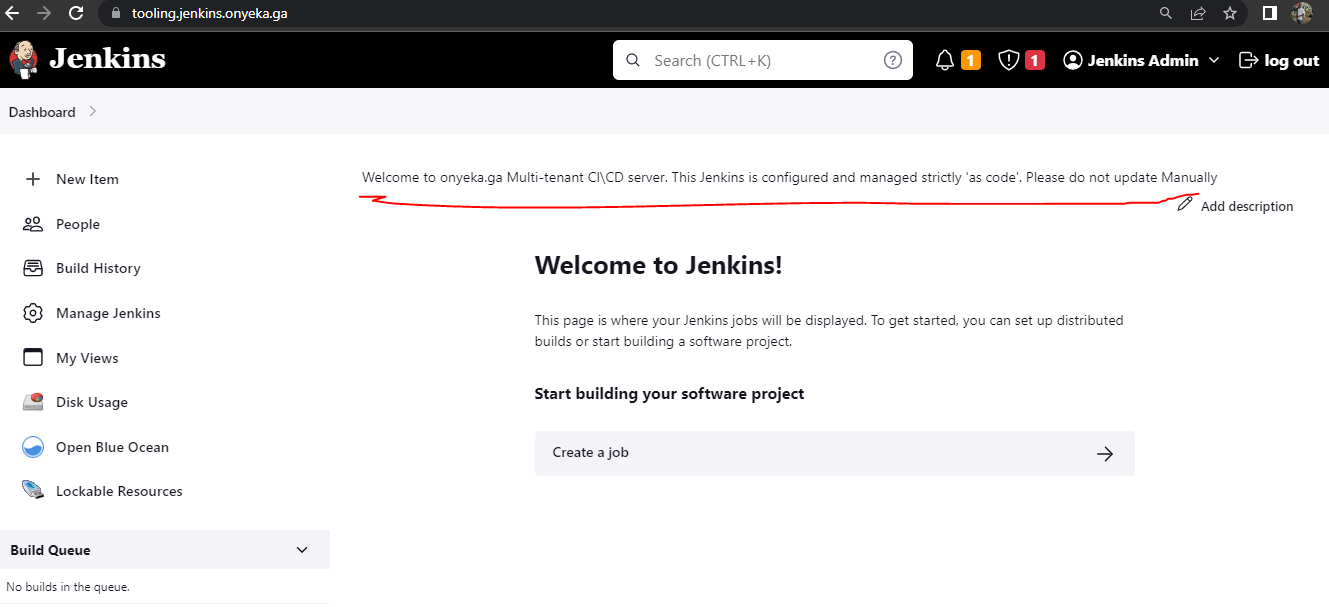 tooling.jenkins.onyeka.ga
Jenkins
Search (CTRL+K)
1
1
Jenkins Admin
log out
Dashboard
New Item
People
Build History
Manage Jenkins
My Views
Disk Usage
Open Blue Ocean
Lockable Resources
Build Queue
No builds in the queue.
Welcome to onyeka.ga Multi-tenant CI\CD server. This Jenkins is configured and managed strictly 'as code'. Please do not update Manually
Add description
Welcome to Jenkins!
This page is where your Jenkins jobs will be displayed. To get started, you can set up distributed
builds or start building a software project.
Start building your software project
Create a job